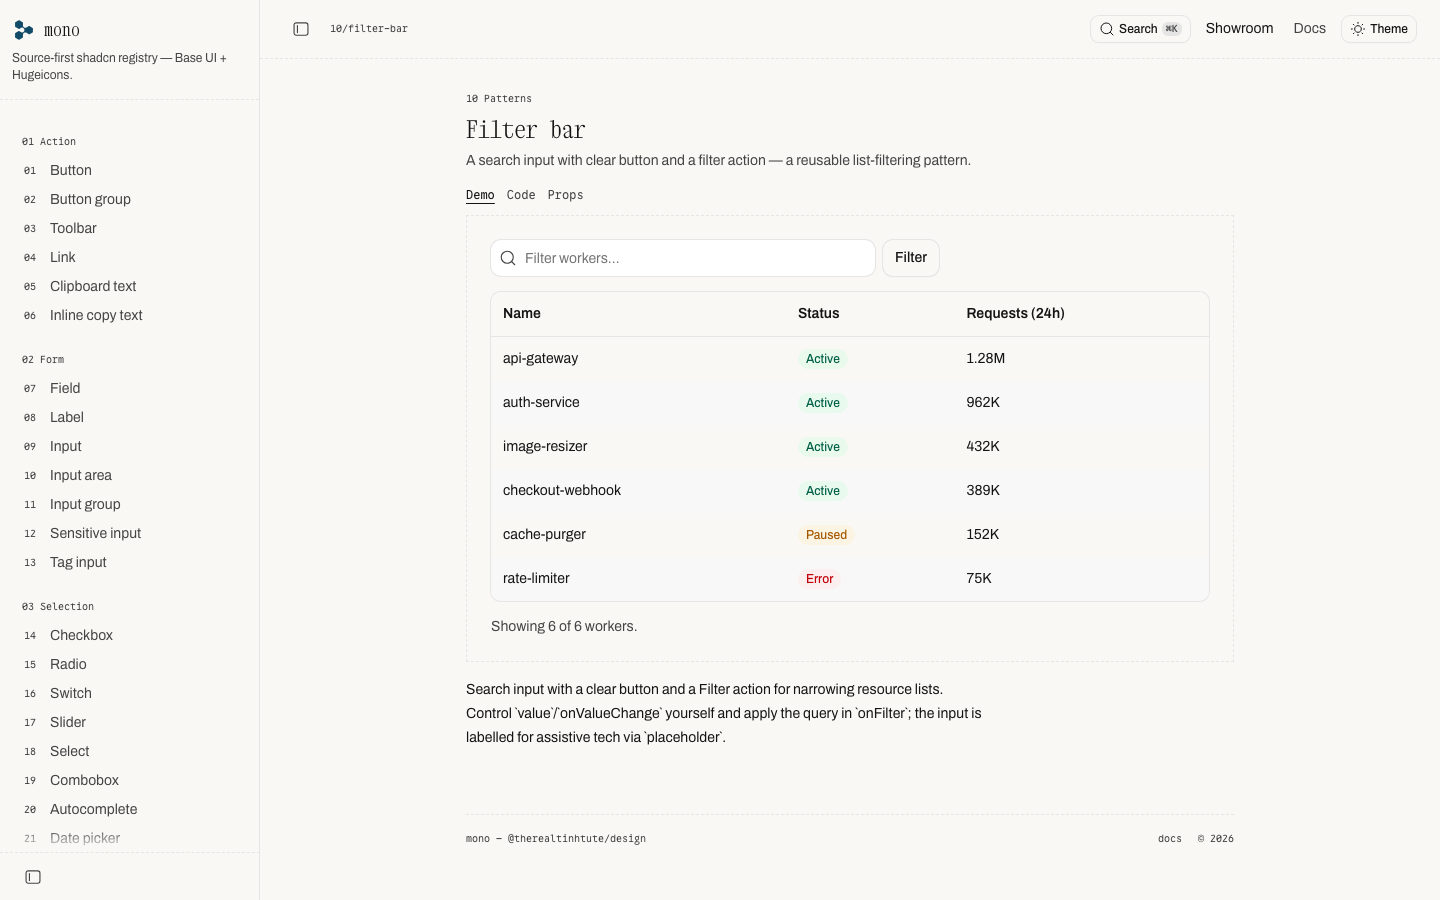 mono
Source-first shadcn registry — Base UI +
Hugeicons.
01 Action
01 Button
02 Button group
03 Toolbar
04 Link
05 Clipboard text
06 Inline copy text
02 Form
07 Field
08 Label
09 Input
10 Input area
11 Input group
12 Sensitive input
13 Tag input
03 Selection
14 Checkbox
15 Radio
16 Switch
17 Slider
18 Select
19 Combobox
20 Autocomplete
21 Date picker
10/filter-bar
Search ⌘K Showroom Docs Theme
10 Patterns
Filter bar
A search input with clear button and a filter action — a reusable list-filtering pattern.
Demo Code Props
Filter workers... Filter
Name Status Requests (24h)
api-gateway Active 1.28M
auth-service Active 962K
image-resizer Active 432K
checkout-webhook Active 389K
cache-purger Paused 152K
rate-limiter Error 75K
Showing 6 of 6 workers.
Search input with a clear button and a Filter action for narrowing resource lists.
Control `value`/`onValueChange` yourself and apply the query in `onFilter`; the input is
labelled for assistive tech via `placeholder`.
mono — @therealtinhtute/design docs © 2026